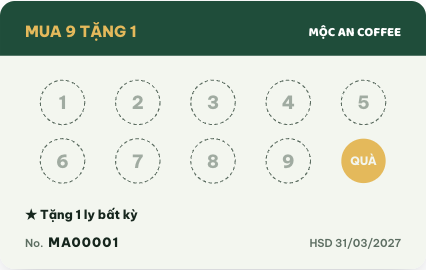 MUA 9 TẶNG 1
MỘC AN COFFEE
1 2 3 4 5
6 7 8 9 QUÀ
★ Tặng 1 ly bất kỳ
No. MA00001
HSD 31/03/2027